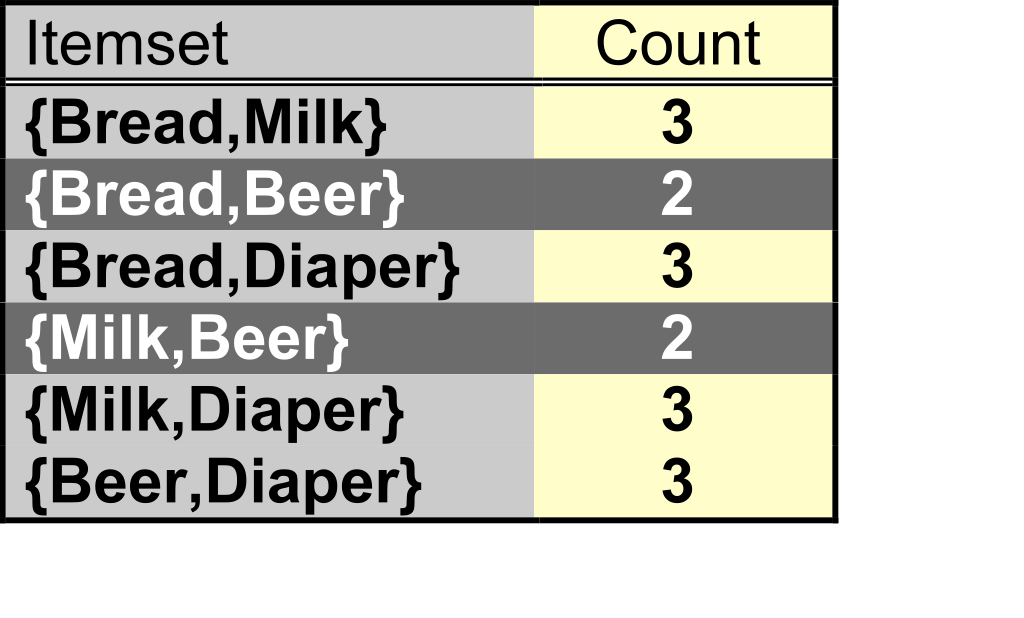 Itemset Count
{Bread,Milk} 3
{Bread,Beer} 2
{Bread,Diaper} 3
{Milk,Beer} 2
{Milk,Diaper} 3
{Beer,Diaper} 3